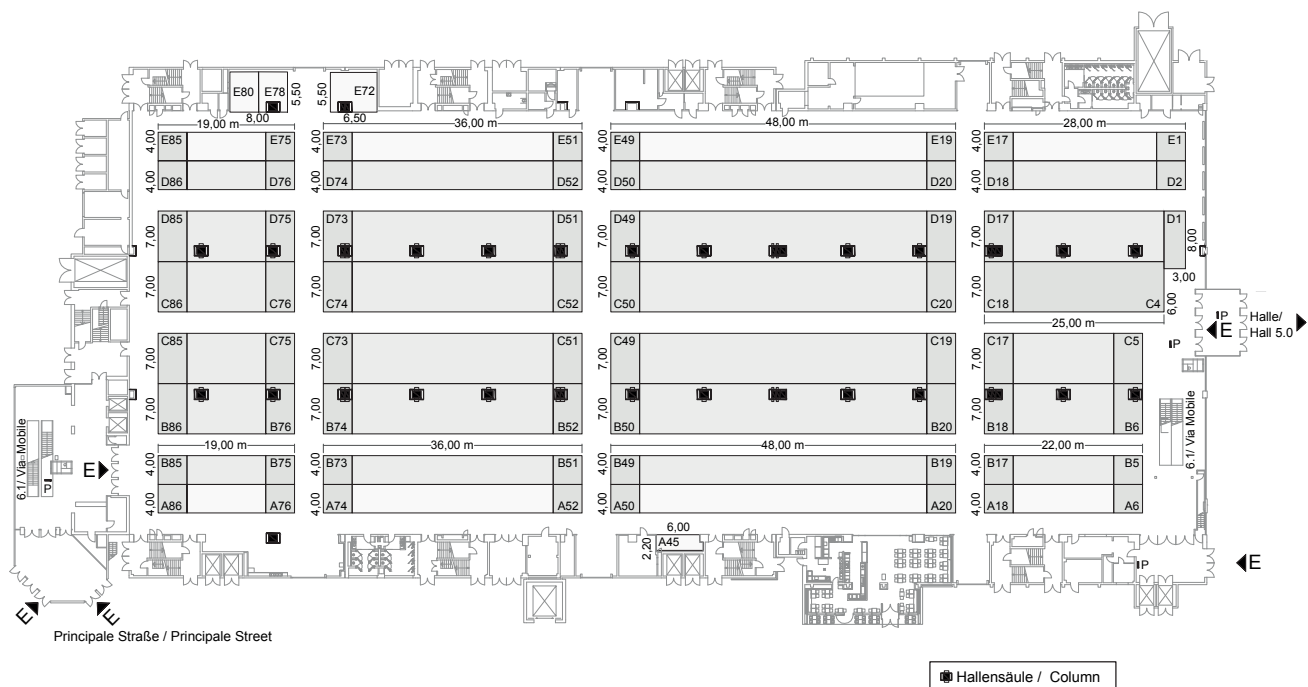 E80 E78 5,50 5,50 E72
8,00 6,50
19,00 m 36,00 m 48,00 m 28,00 m
4,00 E85 E75 4,00 E73 E51 4,00 E49 E19 4,00 E17 E1
4,00 D86 D76 4,00 D74 D52 4,00 D50 D20 4,00 D18 D2
7,00 D85 D75 7,00 D73 D51 7,00 D49 D19 7,00 D17 D1 8,00
3,00
7,00 C86 C76 7,00 C74 C52 7,00 C50 C20 7,00 C18 C4 6,00
25,00 m
P Halle/
E Hall 5.0
P
7,00 C85 C75 7,00 C73 C51 7,00 C49 C19 7,00 C17 C5
7,00 B86 B76 7,00 B74 B52 7,00 B50 B20 7,00 B18 B6
6.1/ Via Mobile P E 6.1/ Via Mobile
19,00 m 36,00 m 48,00 m 22,00 m
4,00 B85 B75 4,00 B73 B51 4,00 B49 B19 4,00 B17 B5
4,00 A86 A76 4,00 A74 A52 4,00 A50 A20 4,00 A18 A6
6,00
2,20 A45
P E
E E
Principale Straße / Principale Street
Hallensäule / Column